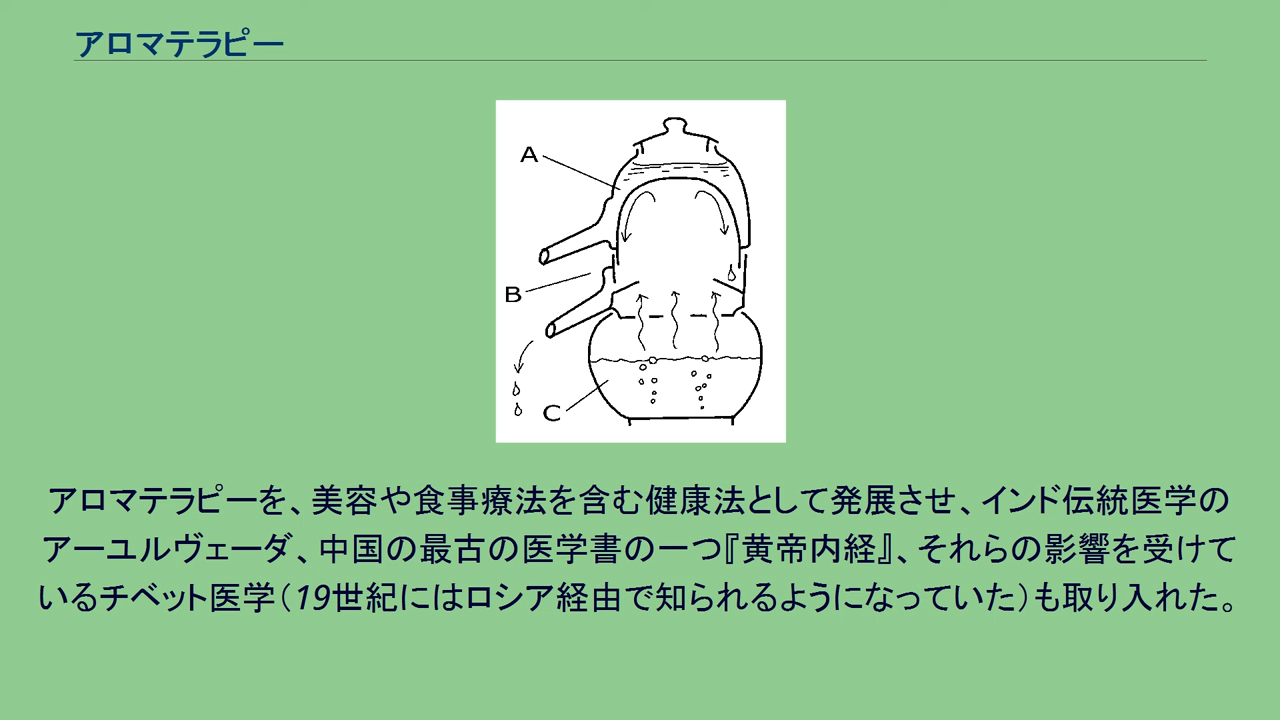 アロマテラピー
A
B
C
アロマテラピーを、美容や食事療法を含む健康法として発展させ、インド伝統医学の
アーユルヴェーダ、中国の最古の医学書の一つ『黄帝内経』、それらの影響を受けて
いるチベット医学（19世紀にはロシア経由で知られるようになっていた）も取り入れた。